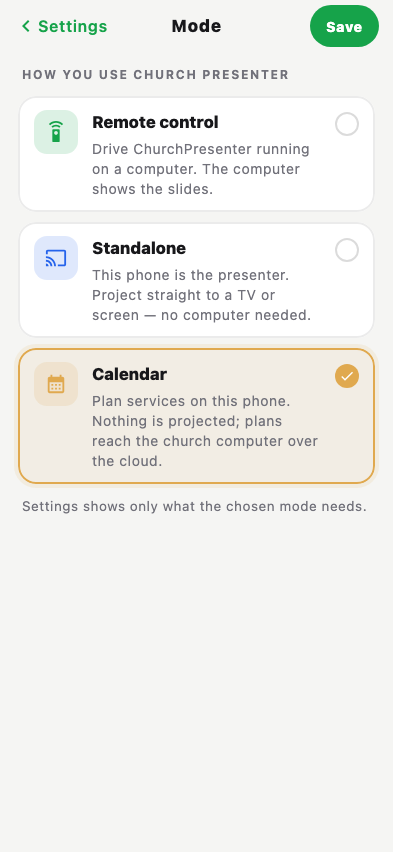 Settings
Mode
Save
HOW YOU USE CHURCH PRESENTER
Remote control
Drive ChurchPresenter running
on a computer. The computer
shows the slides.
Standalone
This phone is the presenter.
Project straight to a TV or
screen — no computer needed.
Calendar
Plan services on this phone.
Nothing is projected; plans
reach the church computer over
the cloud.
Settings shows only what the chosen mode needs.